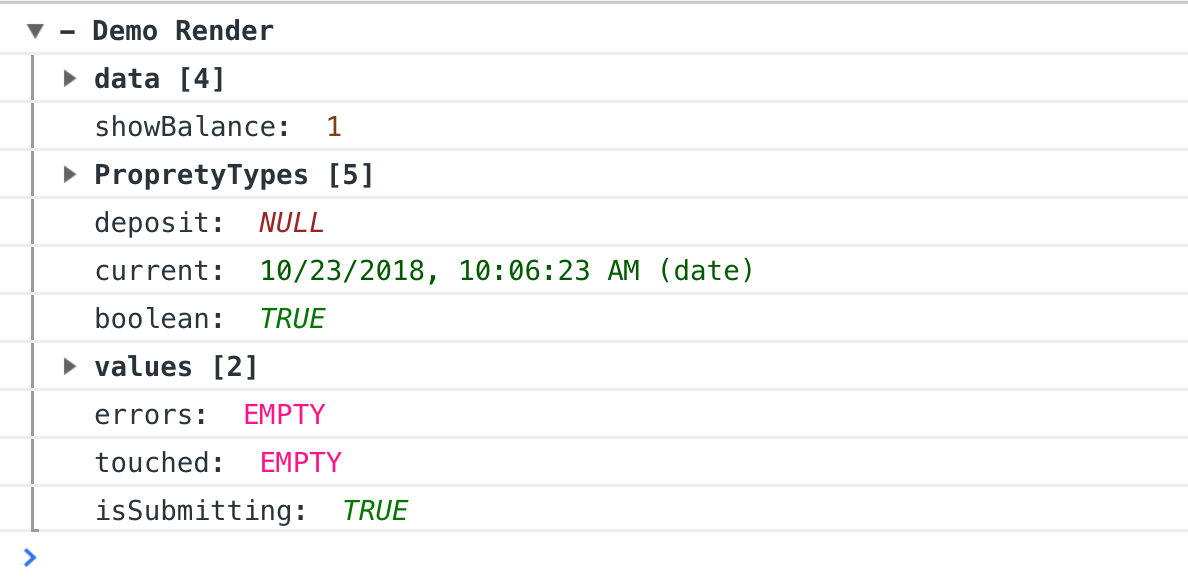 – Demo Render
data [4]
showBalance: 1
PropretyTypes [5]
deposit: NULL
current: 10/23/2018, 10:06:23 AM (date)
boolean: TRUE
values [2]
errors: EMPTY
touched: EMPTY
isSubmitting: TRUE